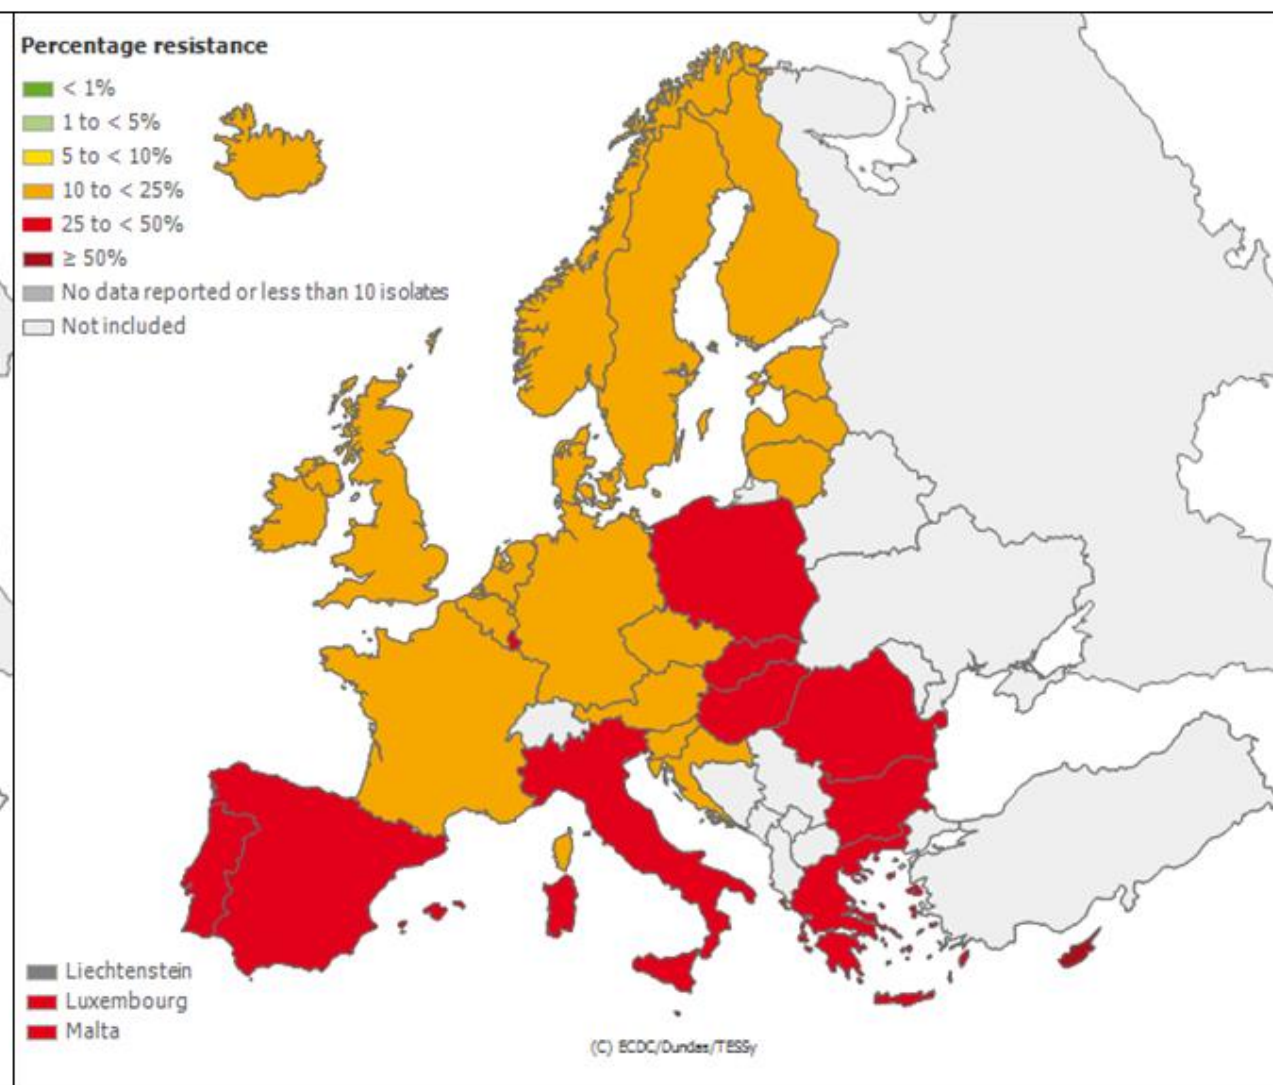 Percentage resistance
< 1%
1 to < 5%
5 to < 10%
10 to < 25%
25 to < 50%
≥ 50%
No data reported or less than 10 isolates
Not included
Liechtenstein
Luxembourg
Malta
(C) ECDC/Dundas/TESSy